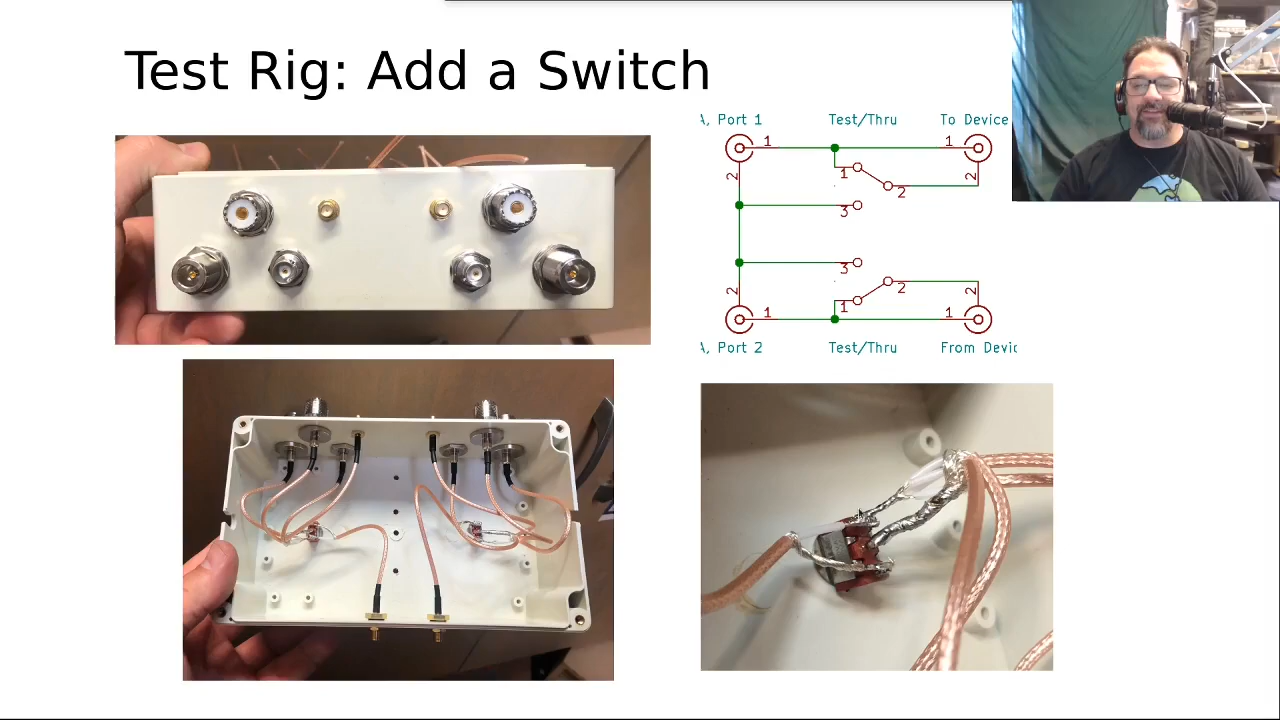 Test Rig: Add a Switch
A, Port 1 Test/Thru To Device
1 1
2 1 2 2
3
3
2 1 2 2
1 1
A, Port 2 Test/Thru From Devic